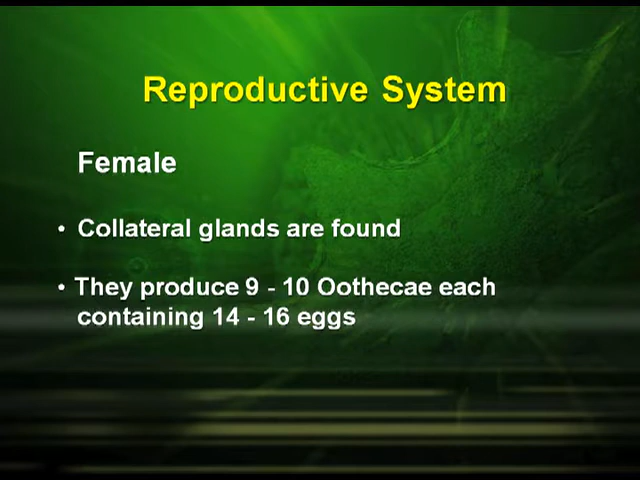 Reproductive System
Female
• Collateral glands are found
• They produce 9 - 10 Oothecae each
containing 14 - 16 eggs